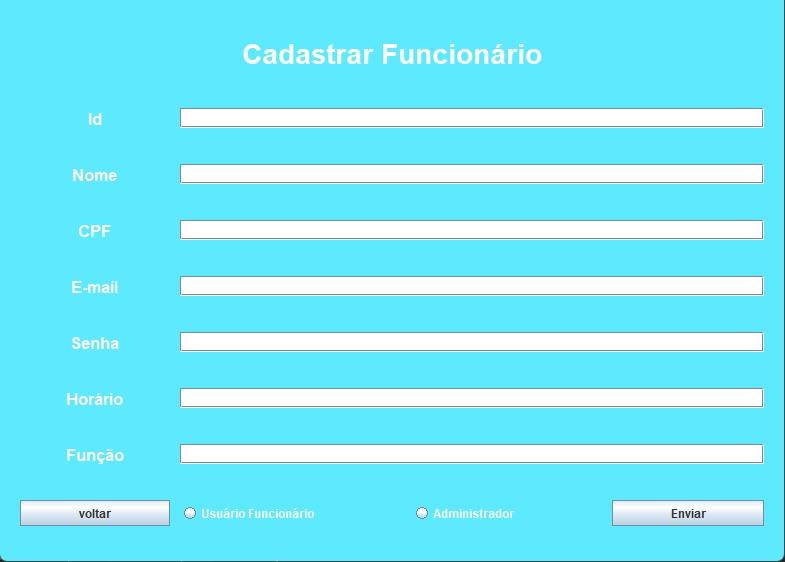 Cadastrar Funcionário
Id
Nome
CPF
E-mail
Senha
Horário
Função
voltar Usuário Funcionário Administrador Enviar